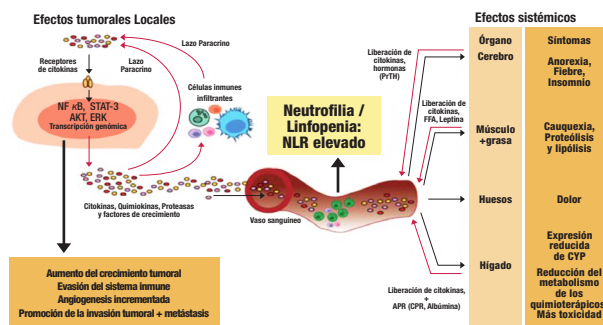 Efectos tumorales Locales
Lazo Paracrino
Receptores
de citokinas
Lazo
Paracrino
NF κB, STAT-3
AKT, ERK
Transcripción genómica
Células inmunes
infiltrantes
Citokinas, Quimiokinas, Proteasas
y factores de crecimiento
Vaso sanguíneo
Aumento del crecimiento tumoral
Evasión del sistema inmune
Angiogenesis incrementada
Promoción de la invasión tumoral + metástasis
Neutrofilia /
Linfopenia:
NLR elevado
Liberación de
citokinas,
hormonas
(PrTH)
Liberación de
citokinas,
FFA, Leptina
Liberación de citokinas,
+
APR (CPR, Albúmina)
Efectos sistémicos
Órgano
Cerebro
Músculo
+grasa
Huesos
Hígado
Síntomas
Anorexia,
Fiebre,
Insomnio
Cauquexia,
Proteólisis
y lipólisis
Dolor
Expresión
reducida
de CYP
Reducción del
metabolismo
de los
quimioterápicos
Más toxicidad